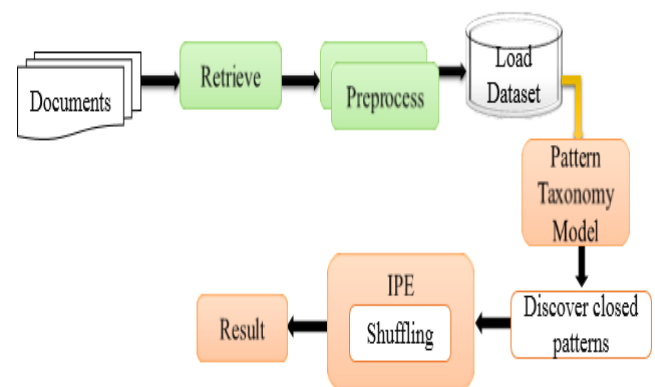 Documents
Retrieve
Preprocess
Load
Dataset
Pattern
Taxonomy
Model
Discover closed
patterns
IPE
Shuffling
Result